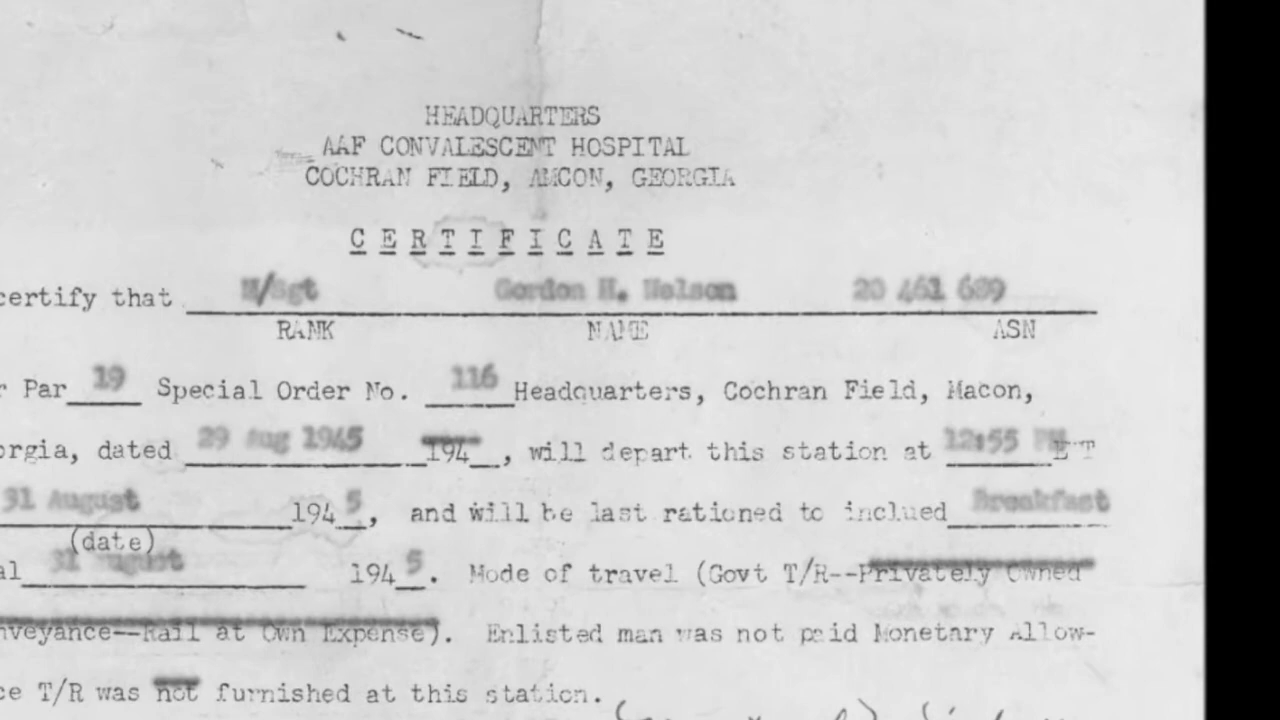 HEADQUARTERS
AAF CONVALESCENT HOSPITAL
COCHRAN FIELD, AMCON, GEORGIA
C E R T I F I C A T E
certify that M/Sgt Gordon H. Nelson 20 461 689
RANK NAME ASN
r Par 19 Special Order No. 116 Headquarters, Cochran Field, Macon,
orgia, dated 29 Aug 1945 194 , will depart this station at 12:55 PM E T
31 August 194 5, and will be last rationed to inclued Breakfast
(date)
al 31 August 194 5. Mode of travel (Govt T/R--Privately Owned
nveyance--Rail at Own Expense). Enlisted man was not paid Monetary Allow-
ce T/R was not furnished at this station.